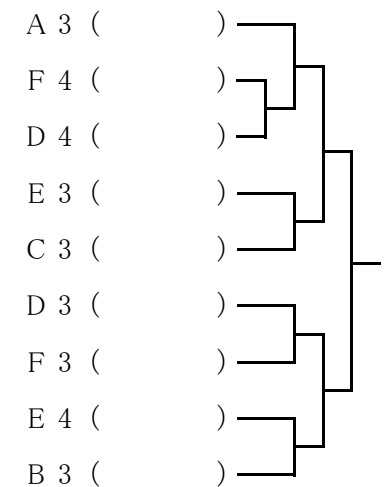 A 3 (            )
F 4 (            )
D 4 (            )
E 3 (            )
C 3 (            )
D 3 (            )
F 3 (            )
E 4 (            )
B 3 (            )